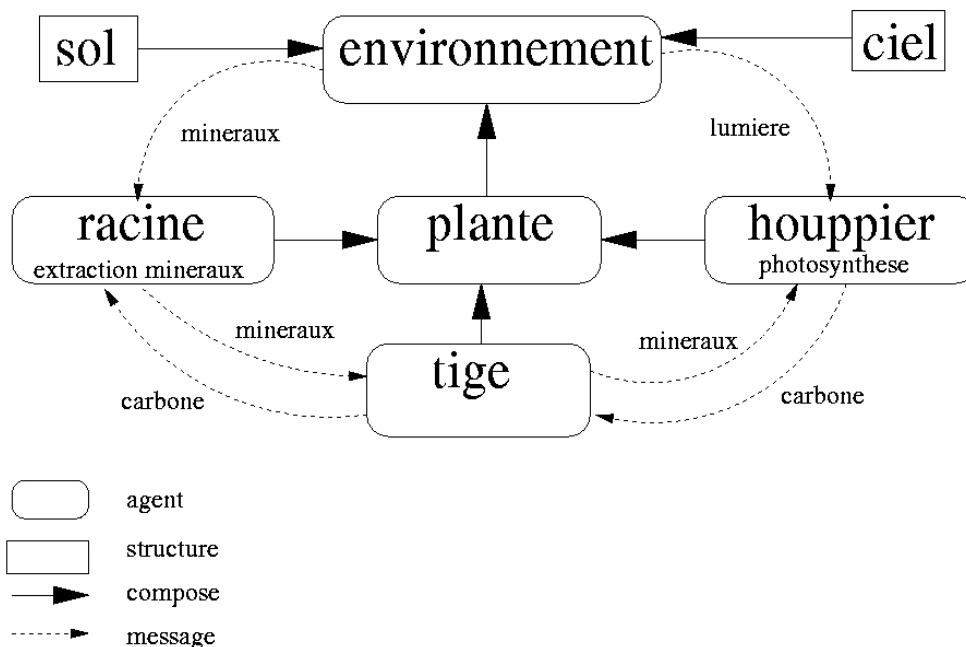 sol
environnement
ciel
mineraux
lumiere
racine
extraction mineraux
plante
houppier
photosynthese
mineraux
tige
mineraux
carbone
carbone
agent
structure
compose
message